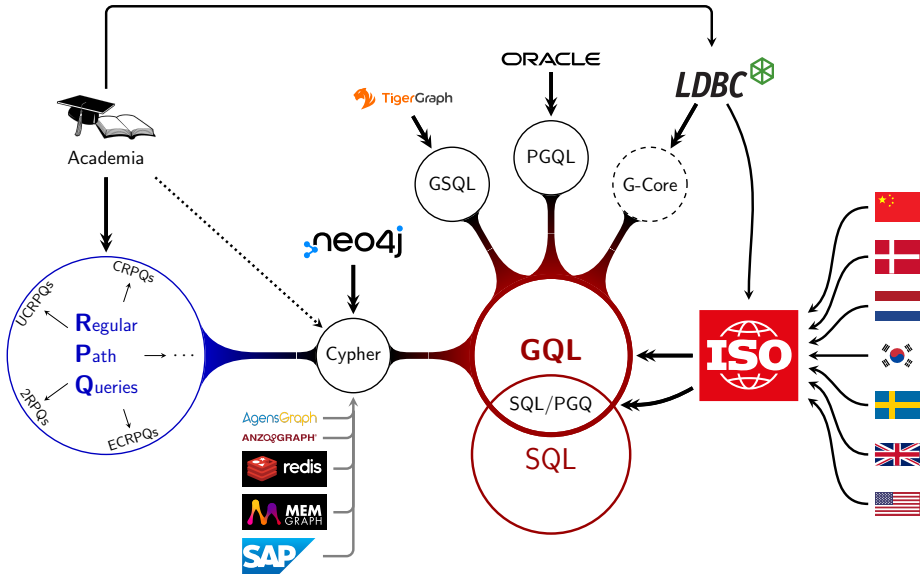 ORACLE
LDBC
TigerGraph
PGQL
GSQL
G-Core
Academia
neo4j
CRPQs
UCRPQs
Regular
Path
Queries
...
2RPQs
ECRPQs
Cypher
GQL
ISO
SQL/PGQ
SQL
AgensGraph
ANZOGRAPH®
redis
MEM
GRAPH
SAP